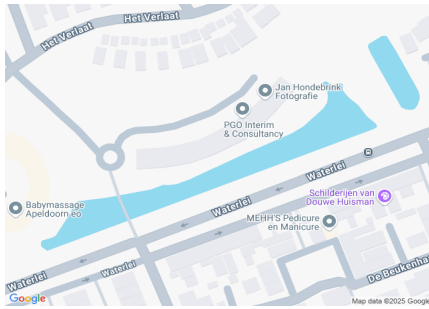 Het Verlaat
Het Verlaat
Jan Hondebrink
Fotografie
PGO Interim
& Consultancy
Waterlei
Schilderijen van
Douwe Huisman
Babymassage
Apeldoorn eo
Waterlei
MEHH'S Pedicure
en Manicure
Waterlei
Waterlei
De Beukenha
Google
Map data ©2025 Google